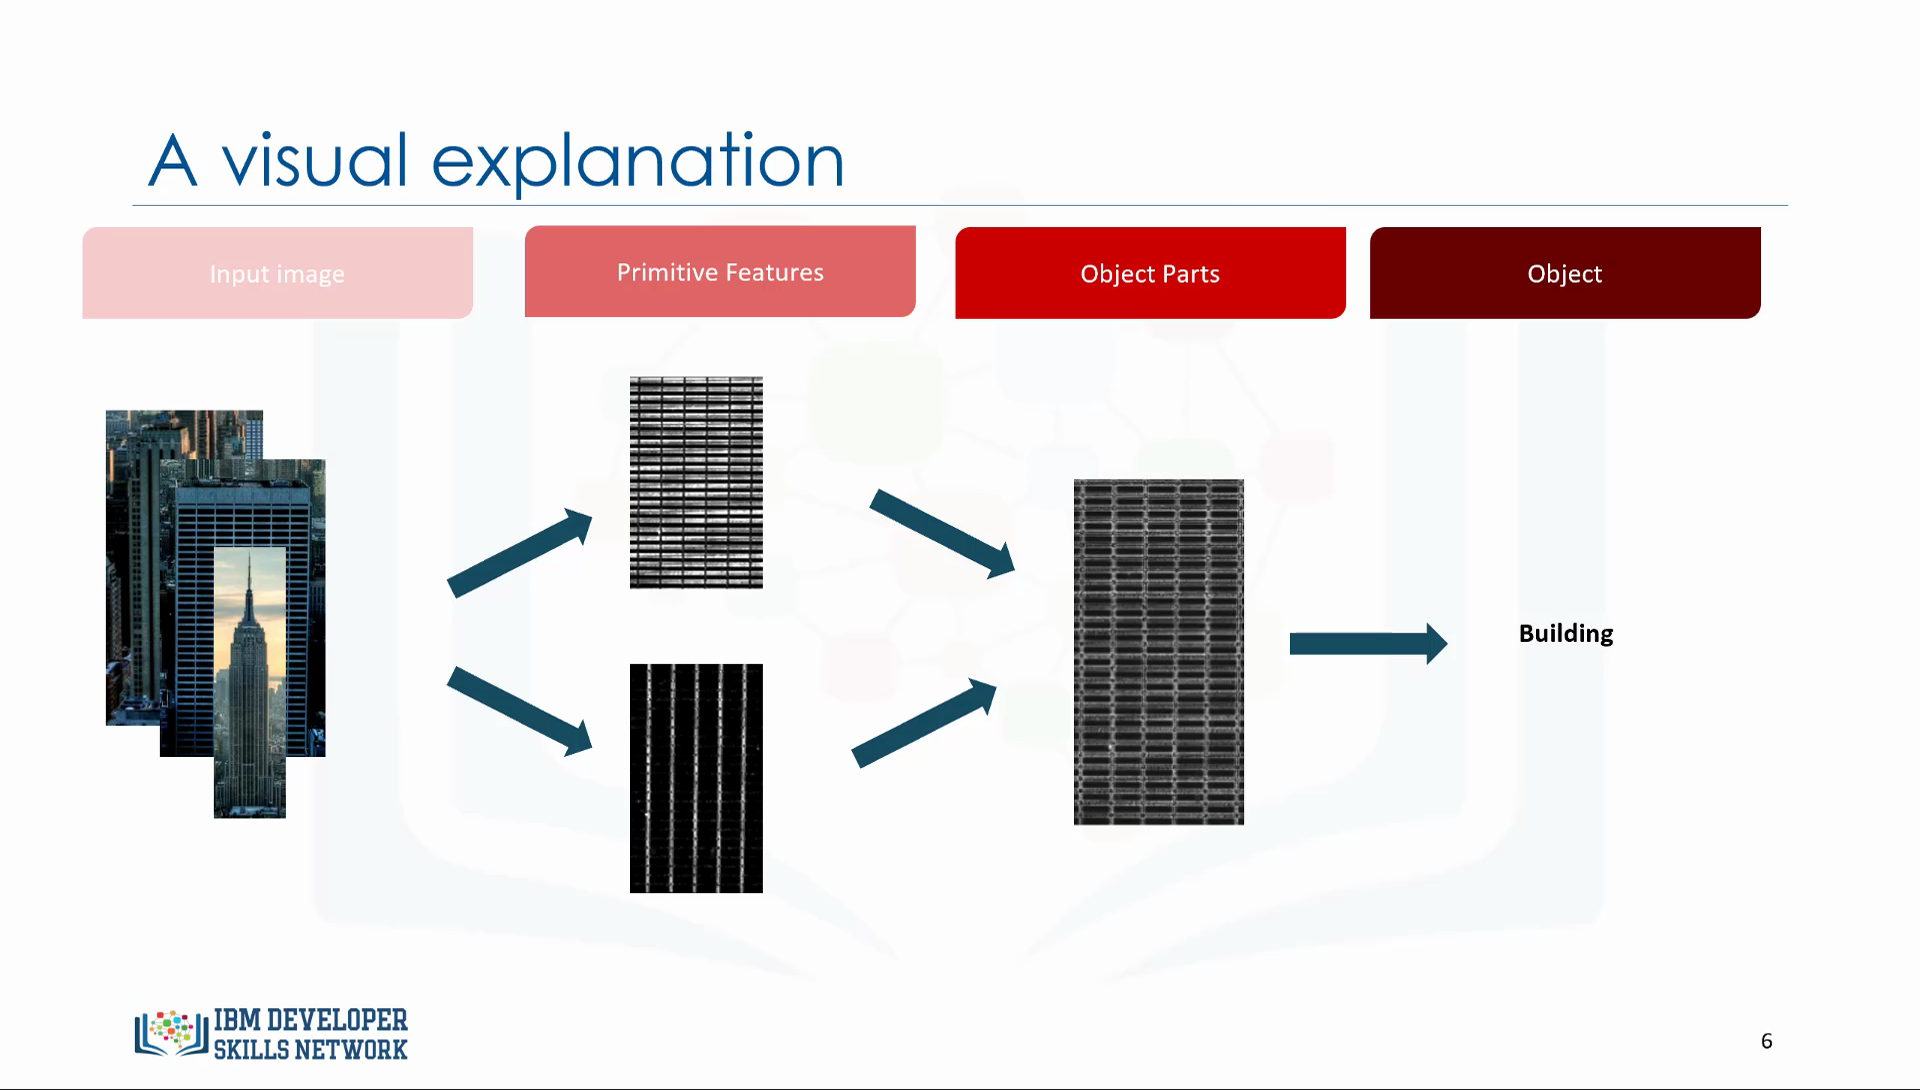 A visual explanation
Input image
Primitive Features
Object Parts
Object
Building
IBM DEVELOPER
SKILLS NETWORK
6